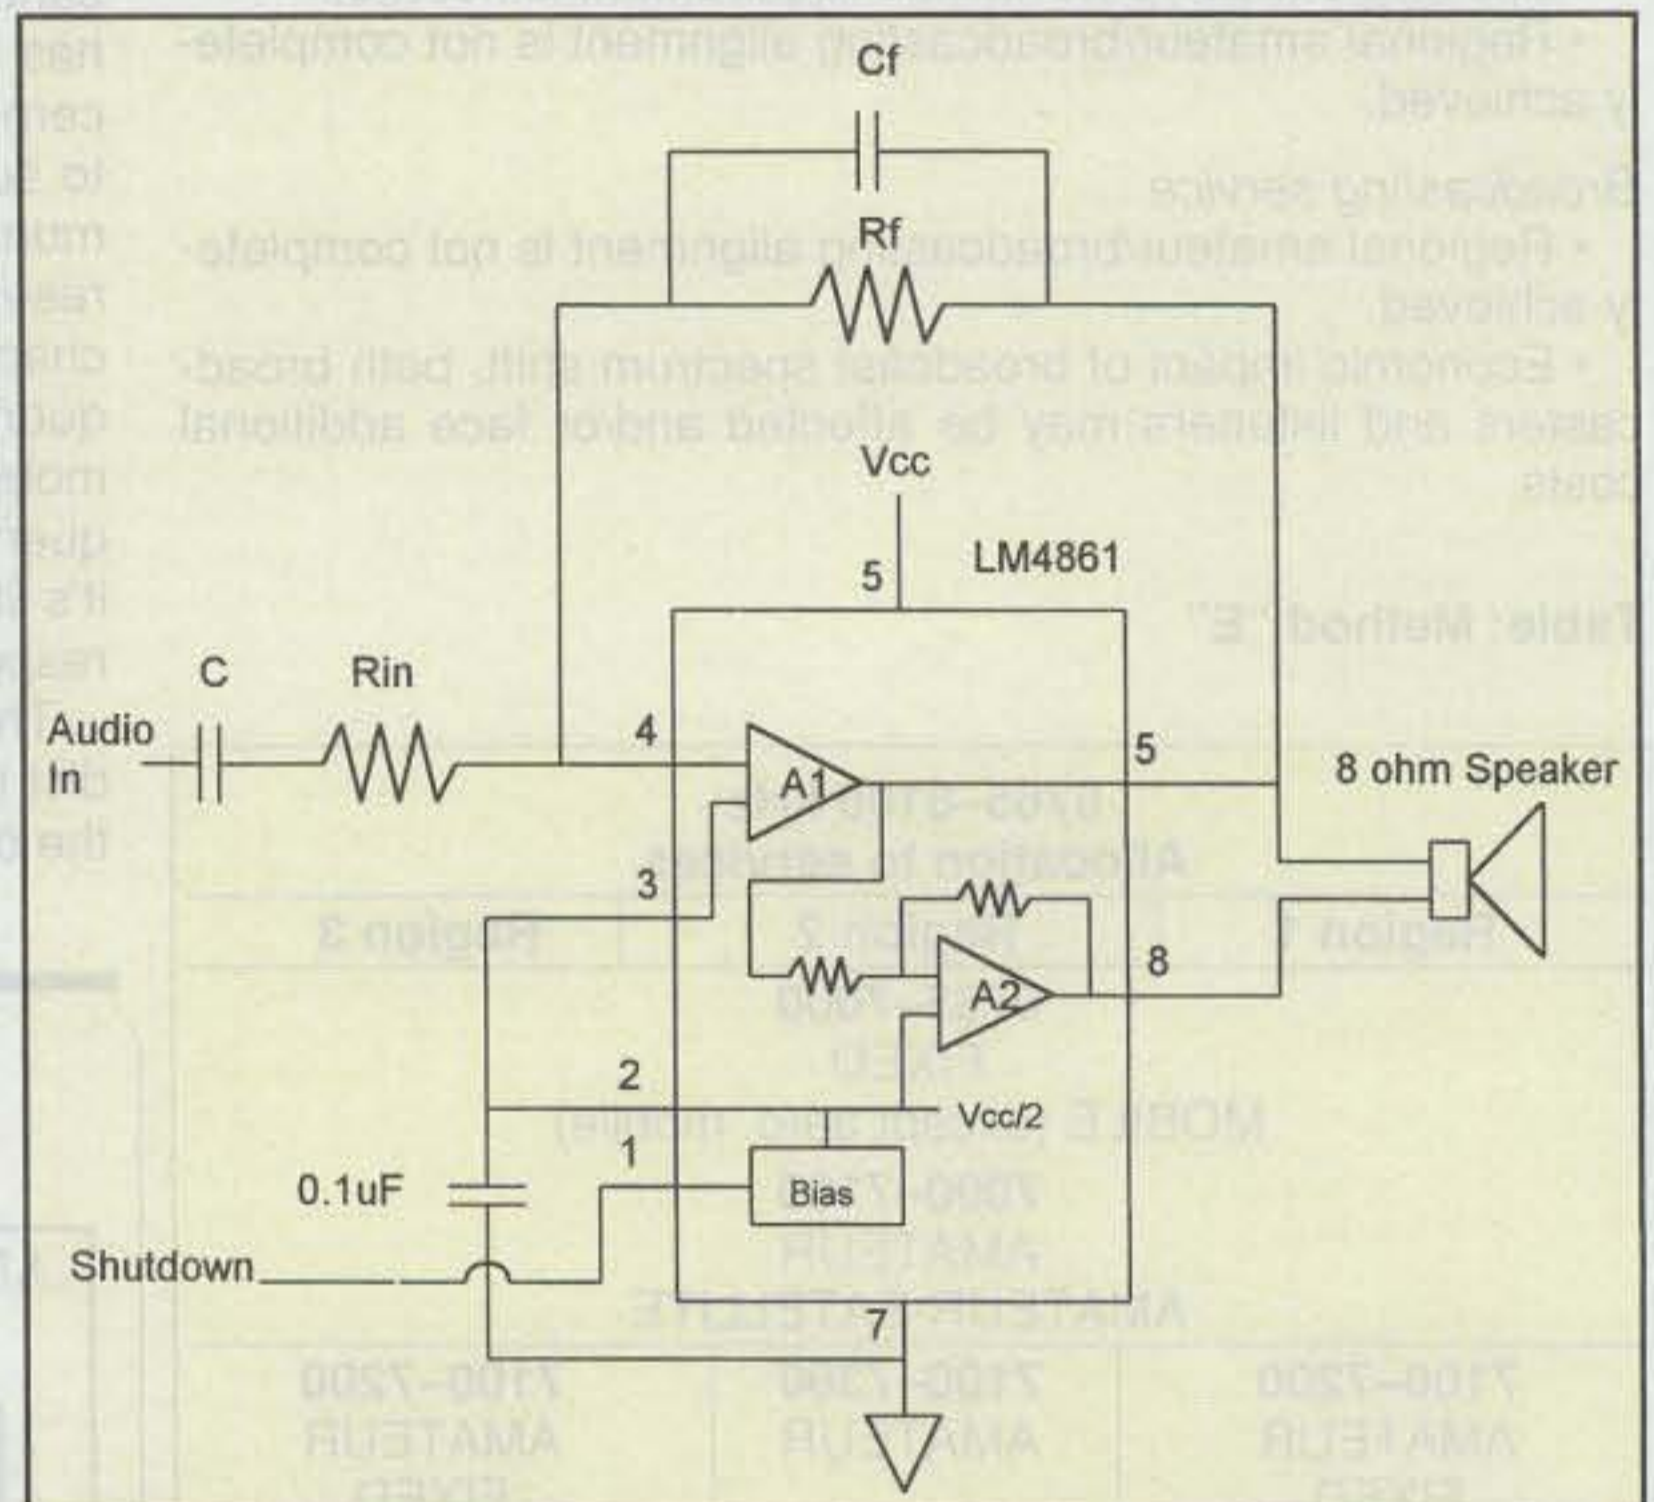 Cf
Rf
Vcc
5
LM4861
C
Rin
Audio
In
4
A1
5
8 ohm Speaker
3
8
A2
2
Vcc/2
1
0.1uF
Bias
Shutdown
7